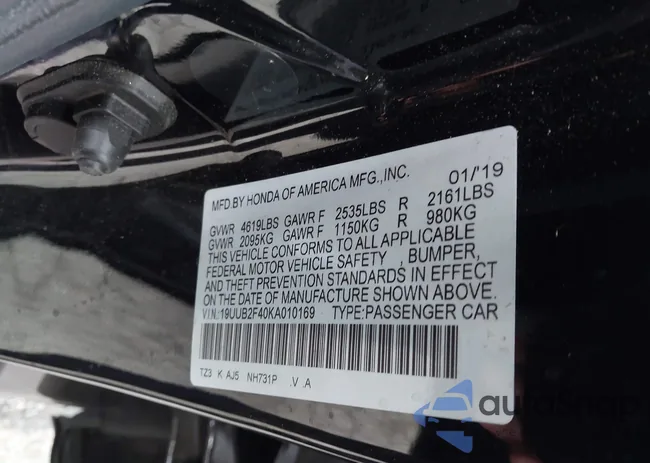 MFD.BY HONDA OF AMERICA MFG.,INC. 01/'19
GVWR 4619LBS GAWR F 2535LBS R 2161LBS
GVWR 2095KG GAWR F 1150KG R 980KG
THIS VEHICLE CONFORMS TO ALL APPLICABLE
FEDERAL MOTOR VEHICLE SAFETY , BUMPER,
AND THEFT PREVENTION STANDARDS IN EFFECT
ON THE DATE OF MANUFACTURE SHOWN ABOVE.
V.I.N.:19UUB2F40KA010169 TYPE:PASSENGER CAR
TZ3 K AJ5 NH731P .V .A
autosnap